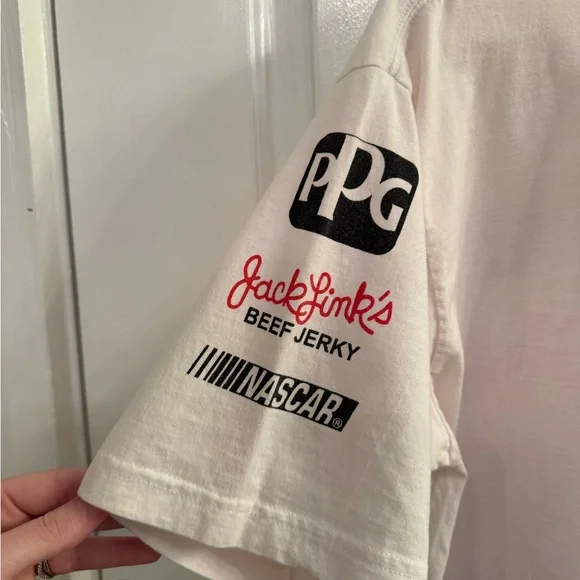 PPG
Jack Link's
BEEF JERKY
NASCAR®